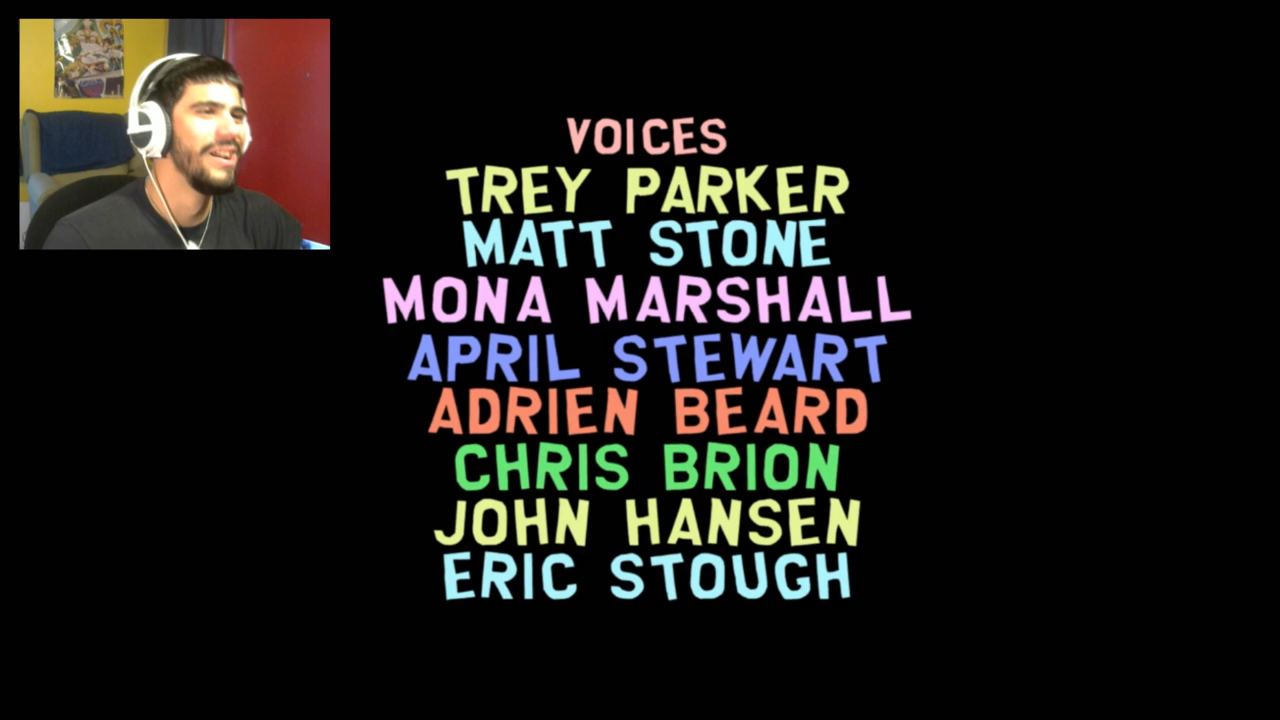 VOICES
TREY PARKER
MATT STONE
MONA MARSHALL
APRIL STEWART
ADRIEN BEARD
CHRIS BRION
JOHN HANSEN
ERIC STOUGH